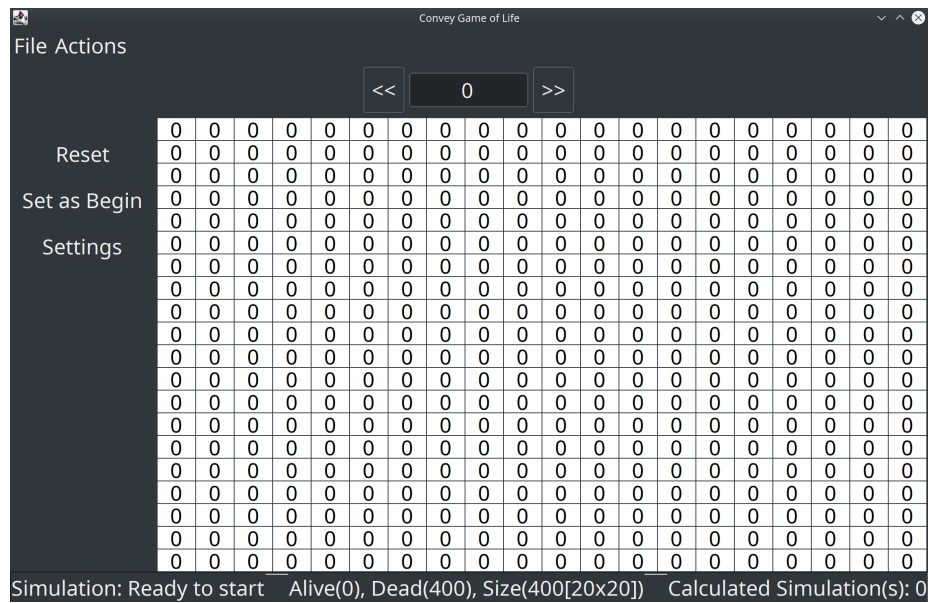 Convey Game of Life
File Actions
<< 0 >>
0 0 0 0 0 0 0 0 0 0 0 0 0 0 0 0 0 0 0 0
Reset 0 0 0 0 0 0 0 0 0 0 0 0 0 0 0 0 0 0 0 0
0 0 0 0 0 0 0 0 0 0 0 0 0 0 0 0 0 0 0 0
Set as Begin 0 0 0 0 0 0 0 0 0 0 0 0 0 0 0 0 0 0 0 0
0 0 0 0 0 0 0 0 0 0 0 0 0 0 0 0 0 0 0 0
Settings 0 0 0 0 0 0 0 0 0 0 0 0 0 0 0 0 0 0 0 0
0 0 0 0 0 0 0 0 0 0 0 0 0 0 0 0 0 0 0 0
0 0 0 0 0 0 0 0 0 0 0 0 0 0 0 0 0 0 0 0
0 0 0 0 0 0 0 0 0 0 0 0 0 0 0 0 0 0 0 0
0 0 0 0 0 0 0 0 0 0 0 0 0 0 0 0 0 0 0 0
0 0 0 0 0 0 0 0 0 0 0 0 0 0 0 0 0 0 0 0
0 0 0 0 0 0 0 0 0 0 0 0 0 0 0 0 0 0 0 0
0 0 0 0 0 0 0 0 0 0 0 0 0 0 0 0 0 0 0 0
0 0 0 0 0 0 0 0 0 0 0 0 0 0 0 0 0 0 0 0
0 0 0 0 0 0 0 0 0 0 0 0 0 0 0 0 0 0 0 0
0 0 0 0 0 0 0 0 0 0 0 0 0 0 0 0 0 0 0 0
0 0 0 0 0 0 0 0 0 0 0 0 0 0 0 0 0 0 0 0
0 0 0 0 0 0 0 0 0 0 0 0 0 0 0 0 0 0 0 0
0 0 0 0 0 0 0 0 0 0 0 0 0 0 0 0 0 0 0 0
0 0 0 0 0 0 0 0 0 0 0 0 0 0 0 0 0 0 0 0
Simulation: Ready to start Alive(0), Dead(400), Size(400[20x20]) Calculated Simulation(s): 0